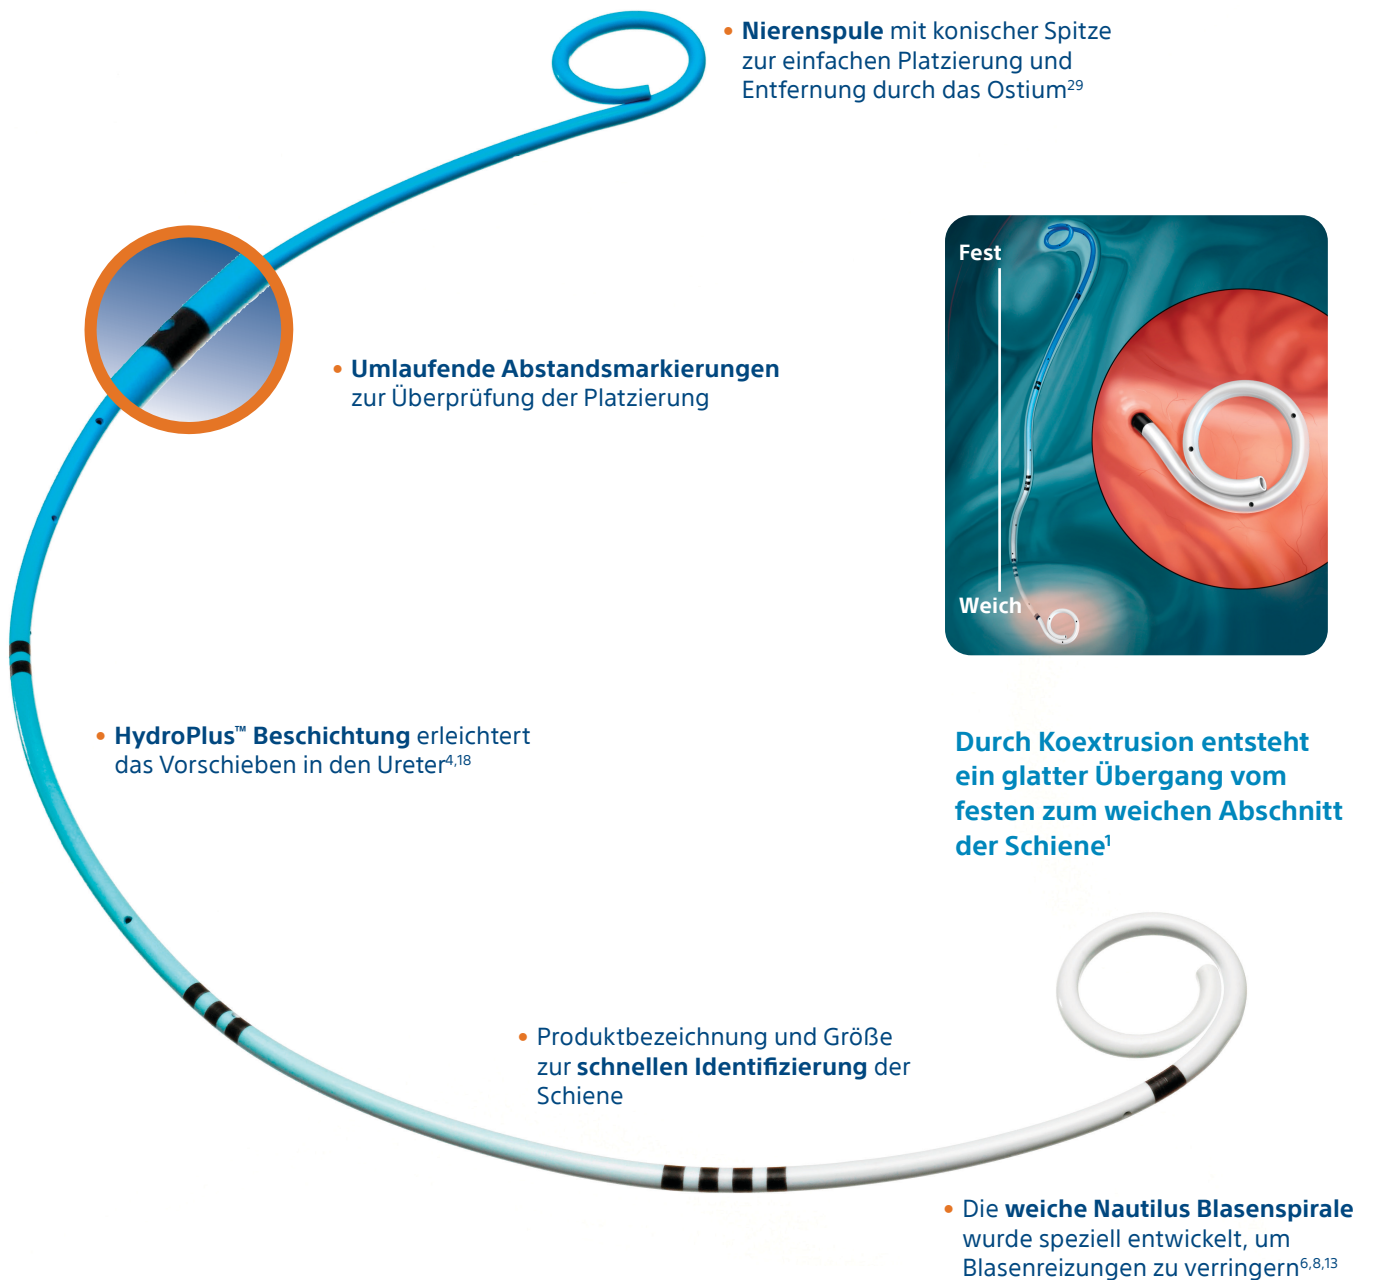 • Nierenspule mit konischer Spitze
zur einfachen Platzierung und
Entfernung durch das Ostium29
Fest
• Umlaufende Abstandsmarkierungen
zur Überprüfung der Platzierung
Weich
• HydroPlus™ Beschichtung erleichtert
das Vorschieben in den Ureter4,18
Durch Koextrusion entsteht
ein glatter Übergang vom
festen zum weichen Abschnitt
der Schiene1
• Produktbezeichnung und Größe
zur schnellen Identifizierung der
Schiene
• Die weiche Nautilus Blasenspirale
wurde speziell entwickelt, um
Blasenreizungen zu verringern6,8,13